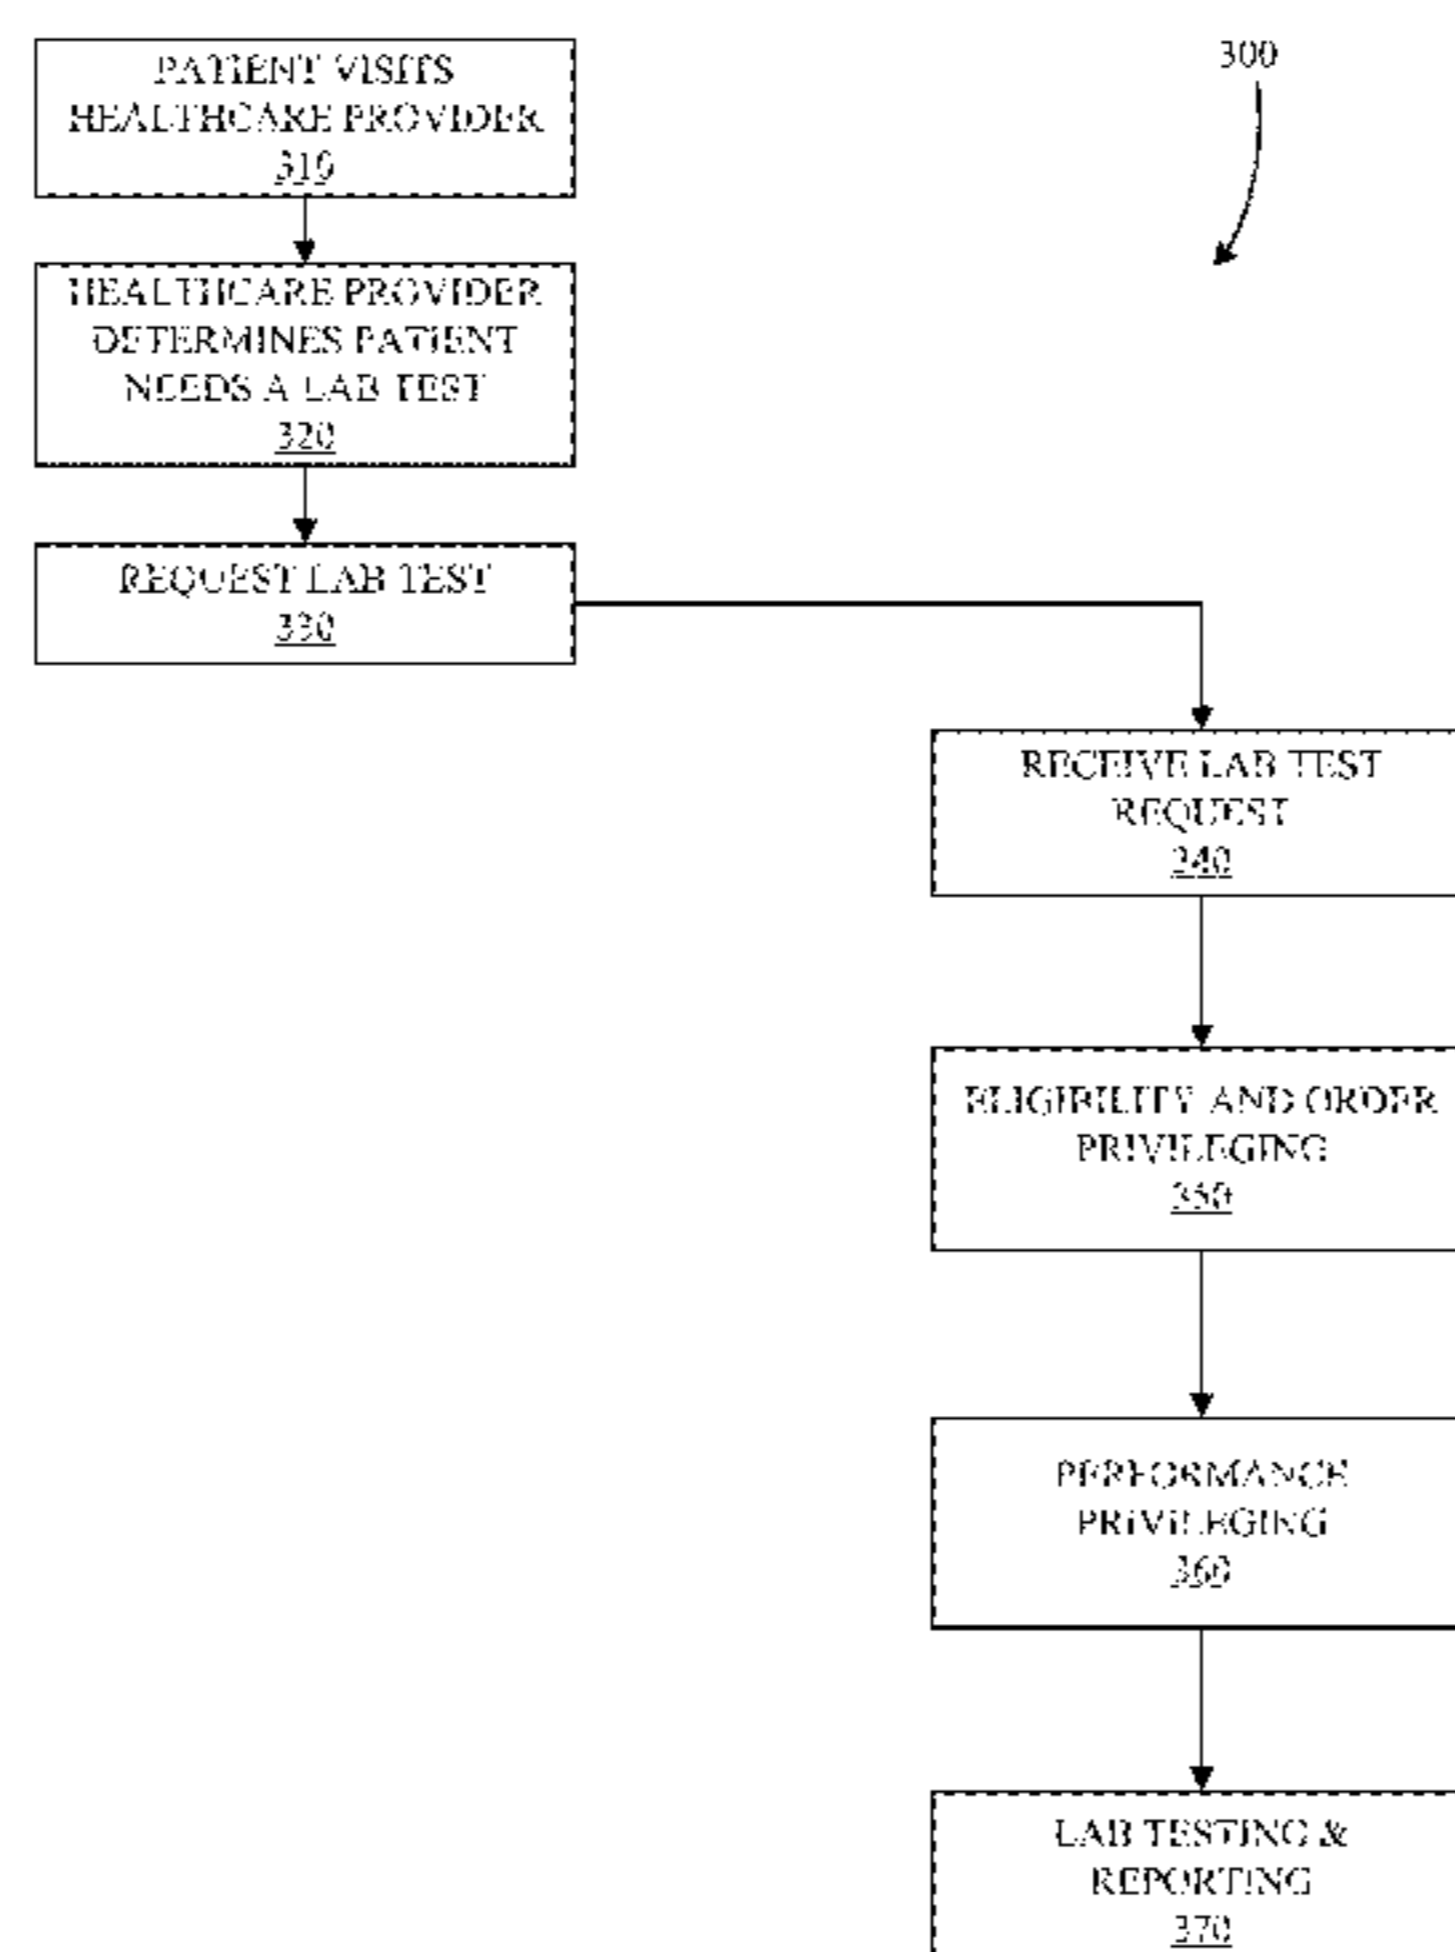 PATIENT VISITS
HEALTHCARE PROVIDER
310
300
HEALTHCARE PROVIDER
DETERMINES PATIENT
NEEDS A LAB TEST
320
REQUEST LAB TEST
330
RECEIVE LAB TEST
REQUEST
340
ELIGIBILITY AND ORDER
PRIVILEGING
350
PERFORMANCE
PRIVILEGING
360
LAB TESTING &
REPORTING
370